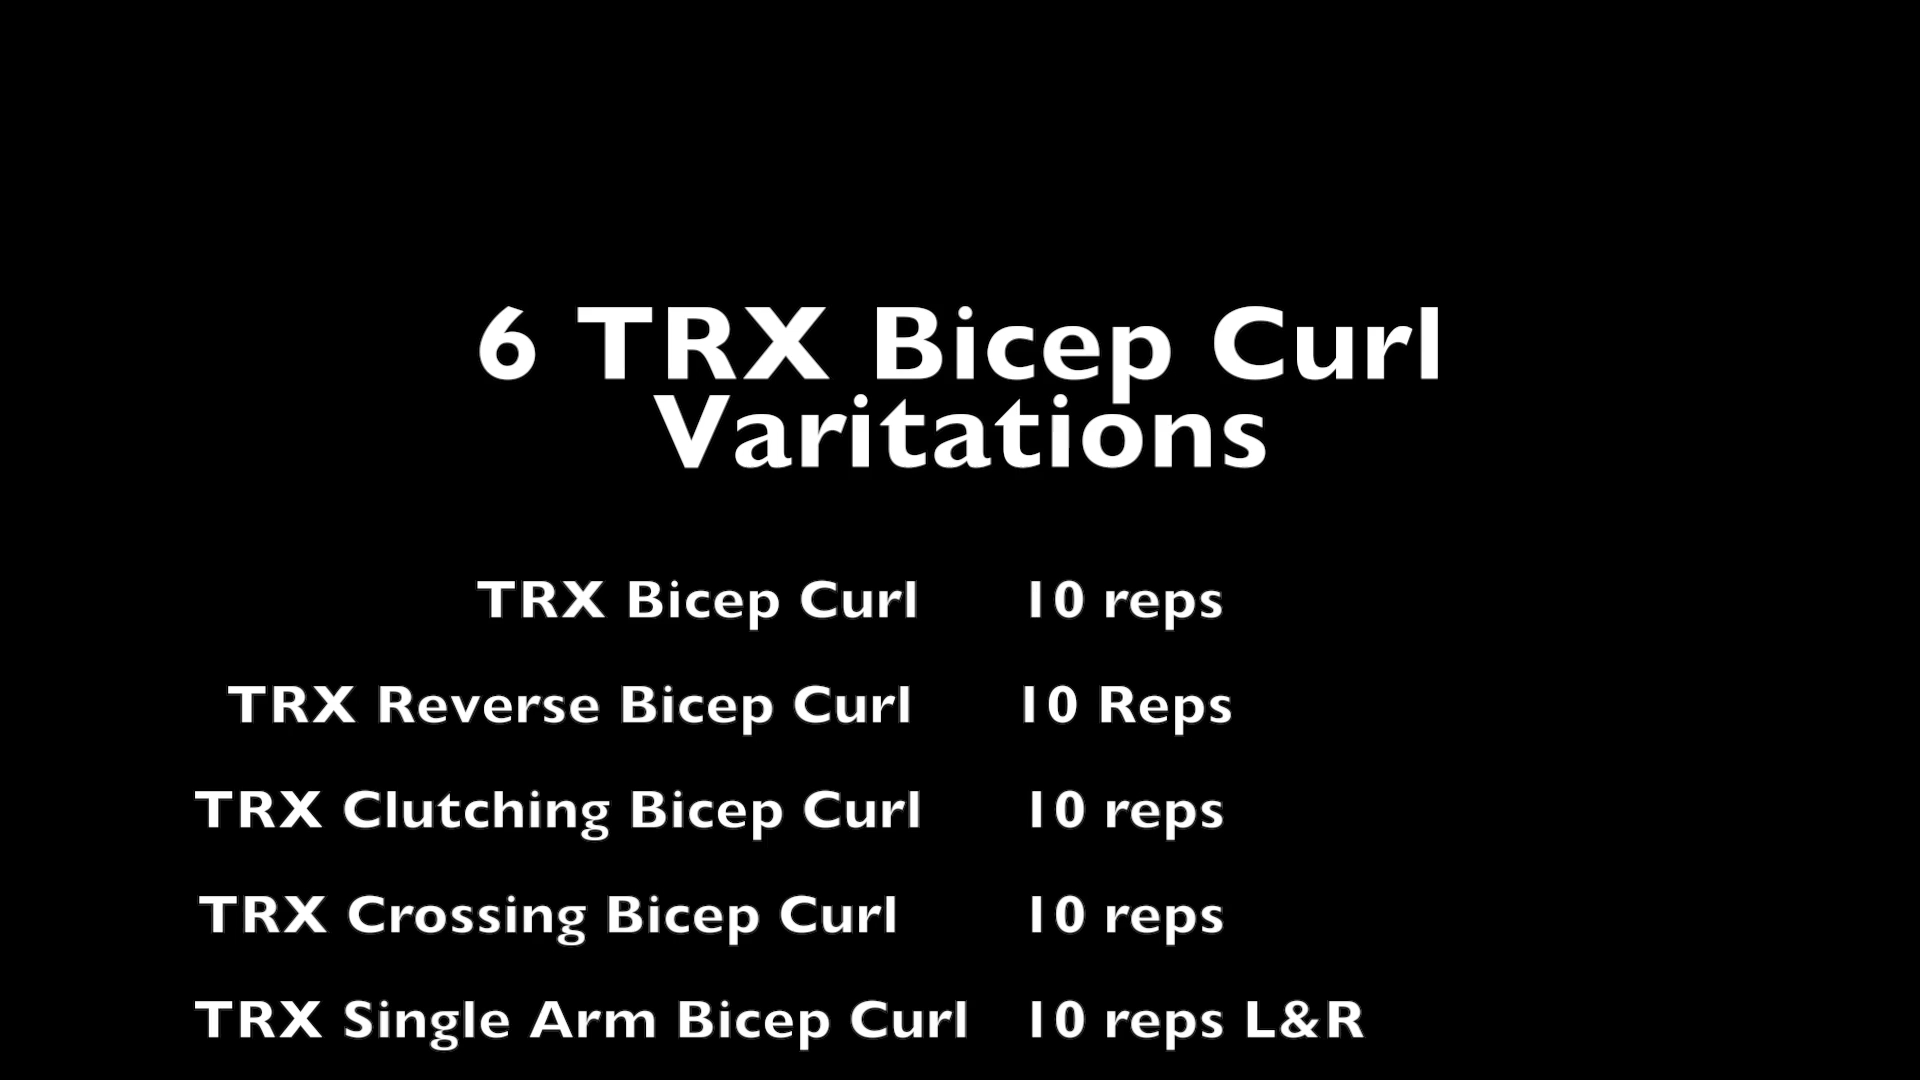 6 TRX Bicep Curl
Varitations
TRX Bicep Curl 10 reps
TRX Reverse Bicep Curl 10 Reps
TRX Clutching Bicep Curl 10 reps
TRX Crossing Bicep Curl 10 reps
TRX Single Arm Bicep Curl 10 reps L&R